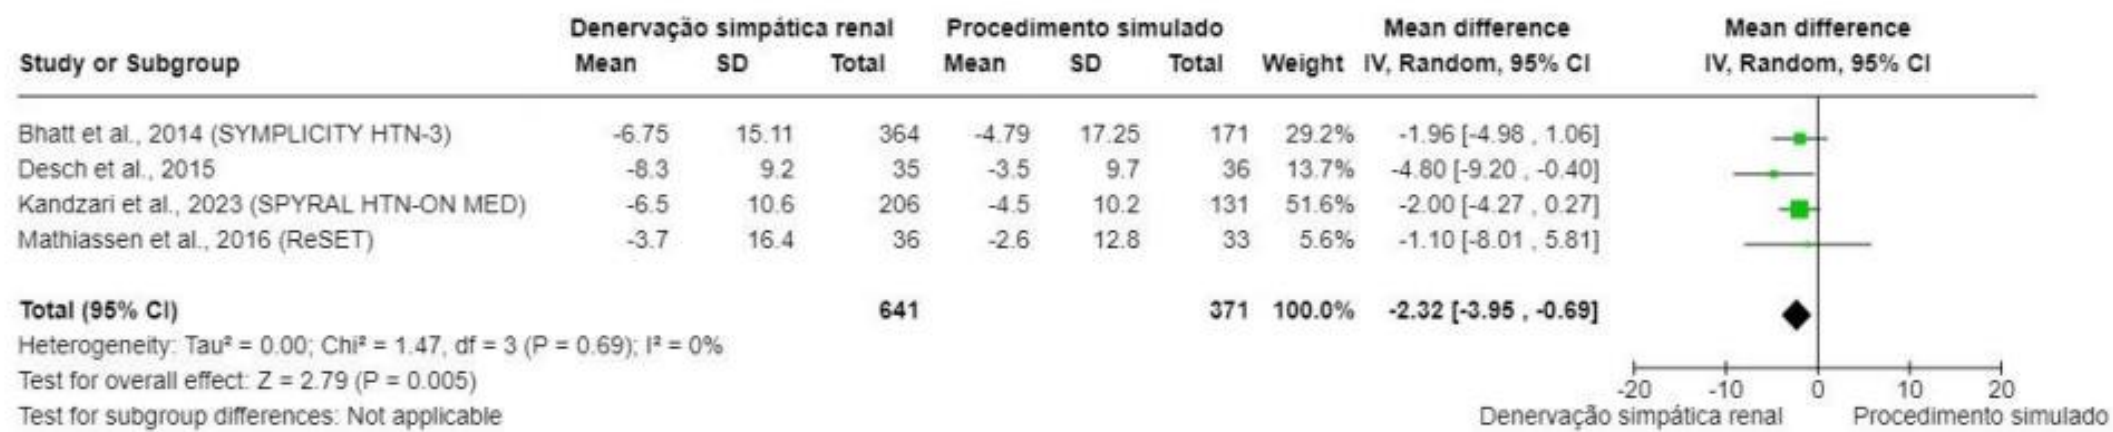 Denervação simpática renal Procedimento simulado Mean difference Mean difference
Study or Subgroup Mean SD Total Mean SD Total Weight IV, Random, 95% CI IV, Random, 95% CI
Bhatt et al., 2014 (SYMPLICITY HTN-3) -6.75 15.11 364 -4.79 17.25 171 29.2% -1.96 [-4.98 , 1.06]
Desch et al., 2015 -8.3 9.2 35 -3.5 9.7 36 13.7% -4.80 [-9.20 , -0.40]
Kandzari et al., 2023 (SPYRAL HTN-ON MED) -6.5 10.6 206 -4.5 10.2 131 51.6% -2.00 [-4.27 , 0.27]
Mathiassen et al., 2016 (ReSET) -3.7 16.4 36 -2.6 12.8 33 5.6% -1.10 [-8.01 , 5.81]
Total (95% CI) 641 371 100.0% -2.32 [-3.95 , -0.69]
Heterogeneity: Tau² = 0.00; Chi² = 1.47, df = 3 (P = 0.69); I² = 0%
Test for overall effect: Z = 2.79 (P = 0.005)
-20 -10 0 10 20
Test for subgroup differences: Not applicable Denervação simpática renal Procedimento simulado